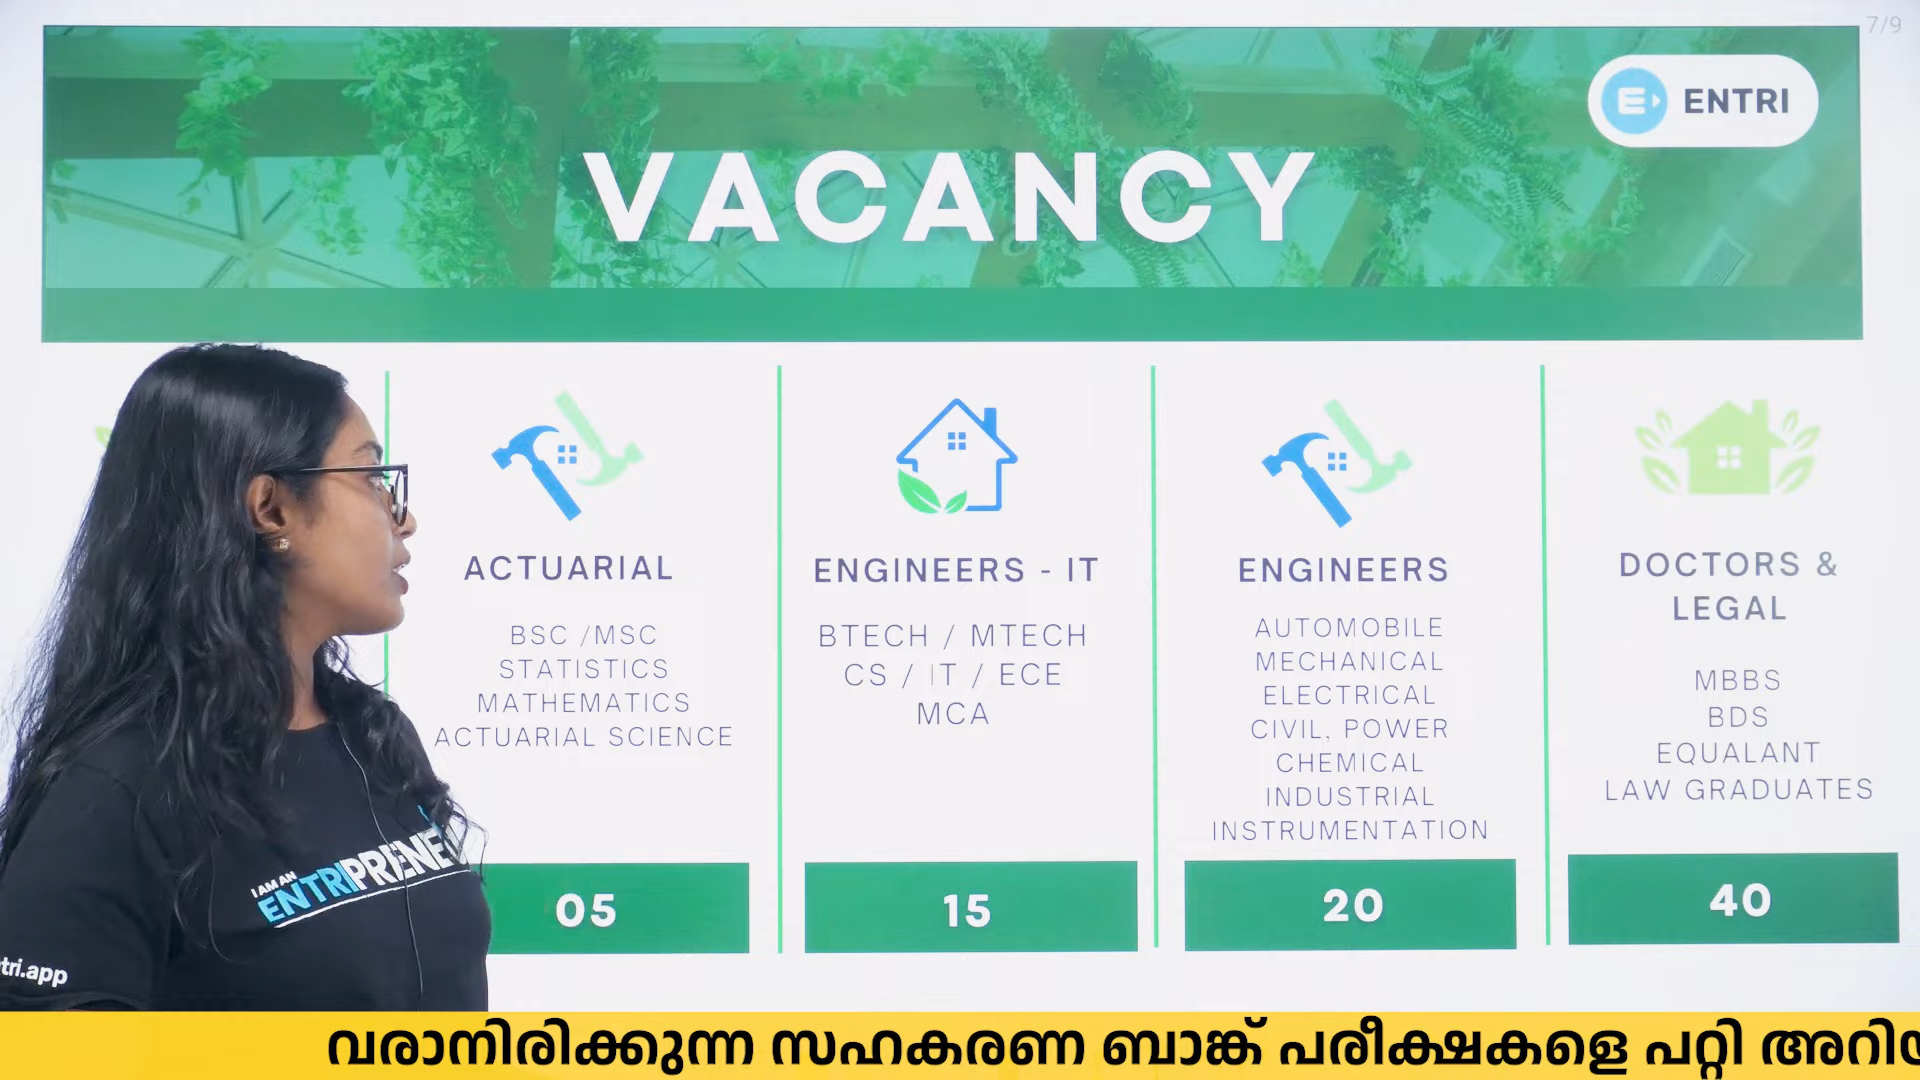 7/9
ENTRI
VACANCY
ACTUARIAL
BSC /MSC
STATISTICS
MATHEMATICS
ACTUARIAL SCIENCE
05
ENGINEERS - IT
BTECH / MTECH
CS / IT / ECE
MCA
15
ENGINEERS
AUTOMOBILE
MECHANICAL
ELECTRICAL
CIVIL, POWER
CHEMICAL
INDUSTRIAL
INSTRUMENTATION
20
DOCTORS &
LEGAL
MBBS
BDS
EQUALANT
LAW GRADUATES
40
I AM AN
ENTRIPRENEU
tri.app
വരാനിരിക്കുന്ന സഹകരണ ബാങ്ക് പരീക്ഷകളെ പറ്റി